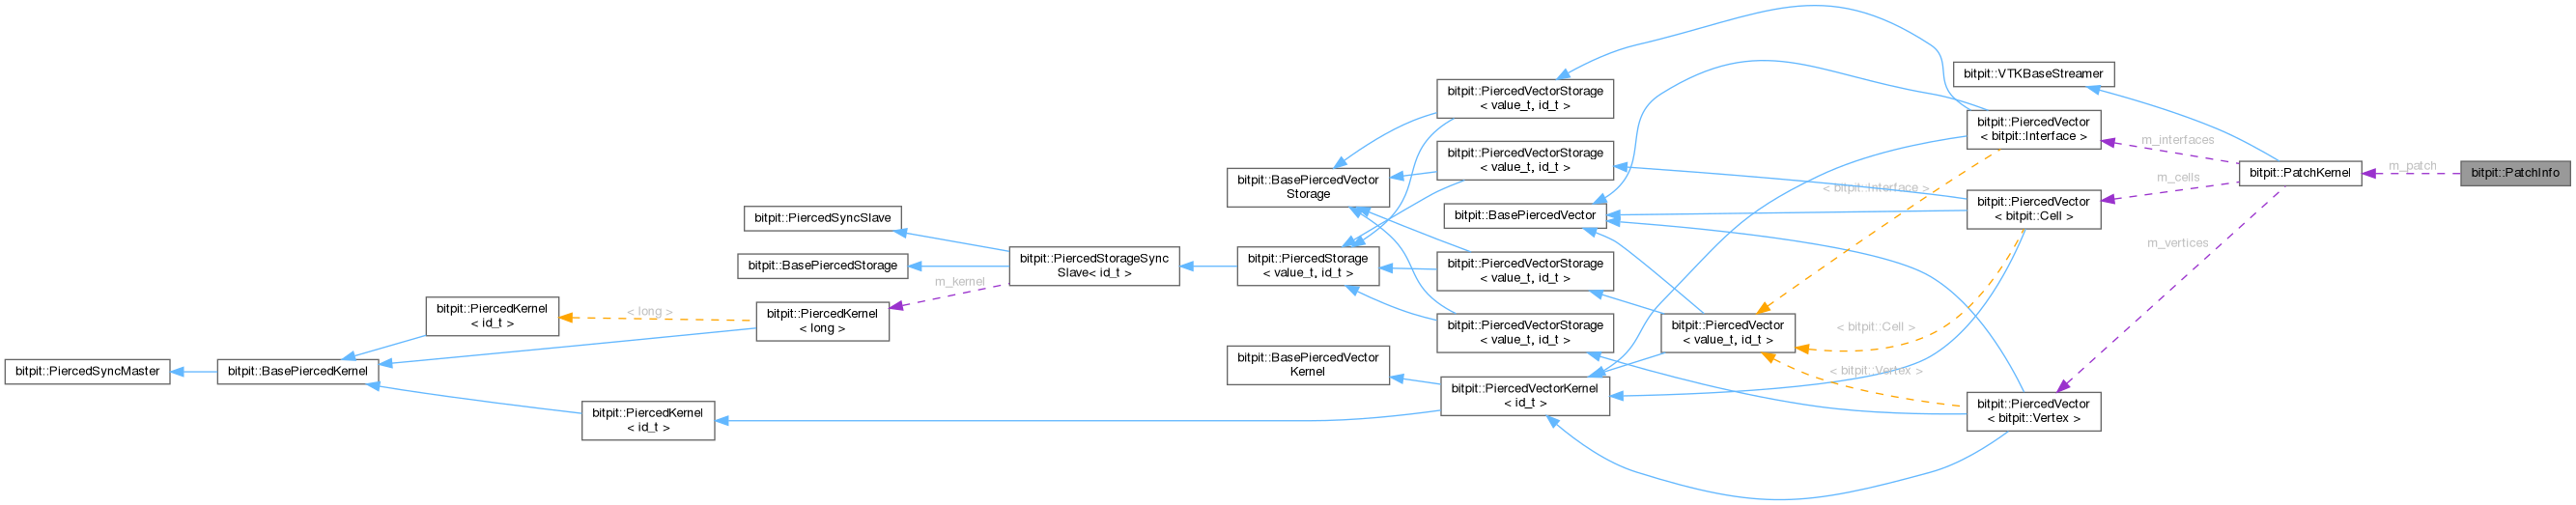 bitpit::PiercedVectorStorage
< value_t, id_t >
bitpit::VTKBaseStreamer
bitpit::PiercedVector
< bitpit::Interface >
m_interfaces
bitpit::PiercedVectorStorage
< value_t, id_t >
bitpit::PatchKernel
m_patch
bitpit::PatchInfo
bitpit::BasePiercedVector
Storage
< bitpit::Interface >
m_cells
bitpit::PiercedVector
< bitpit::Cell >
bitpit::PiercedSyncSlave
bitpit::BasePiercedVector
m_vertices
bitpit::BasePiercedStorage
bitpit::PiercedStorageSync
Slave< id_t >
bitpit::PiercedStorage
< value_t, id_t >
bitpit::PiercedVectorStorage
< value_t, id_t >
m_kernel
bitpit::PiercedKernel
< id_t >
< long >
bitpit::PiercedKernel
< long >
bitpit::PiercedVectorStorage
< value_t, id_t >
bitpit::PiercedVector
< value_t, id_t >
< bitpit::Cell >
bitpit::PiercedSyncMaster
bitpit::BasePiercedKernel
bitpit::BasePiercedVector
Kernel
< bitpit::Vertex >
bitpit::PiercedVectorKernel
< id_t >
bitpit::PiercedVector
< bitpit::Vertex >
bitpit::PiercedKernel
< id_t >